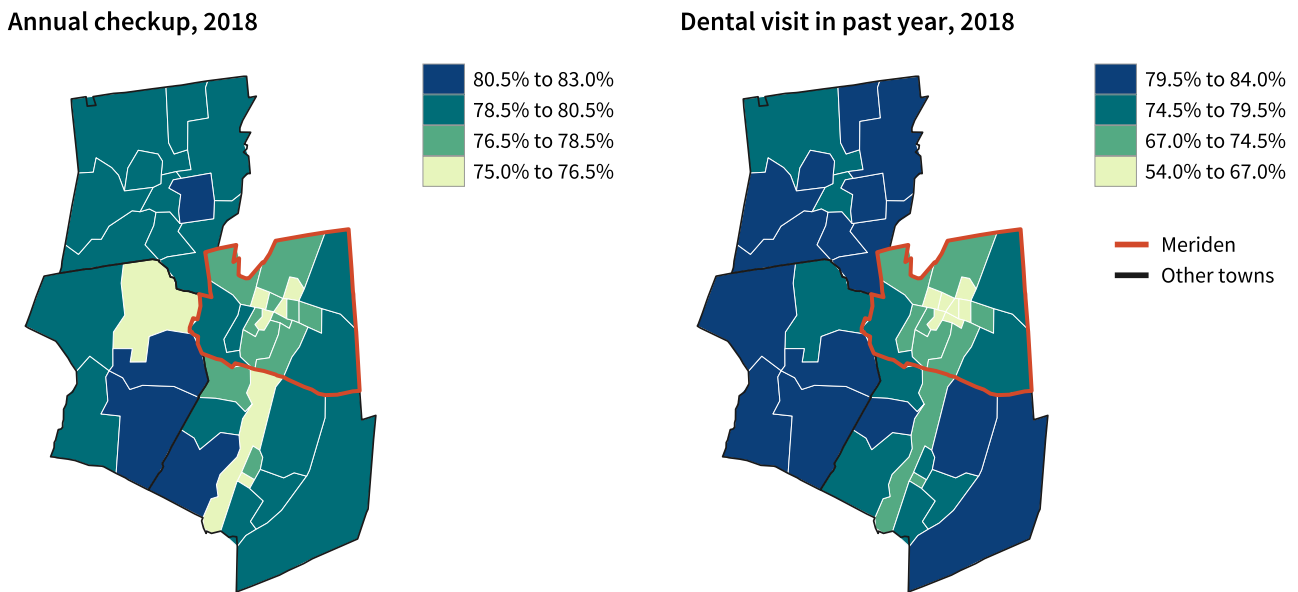 Annual checkup, 2018
80.5% to 83.0%
78.5% to 80.5%
76.5% to 78.5%
75.0% to 76.5%
Dental visit in past year, 2018
79.5% to 84.0%
74.5% to 79.5%
67.0% to 74.5%
54.0% to 67.0%
Meriden
Other towns